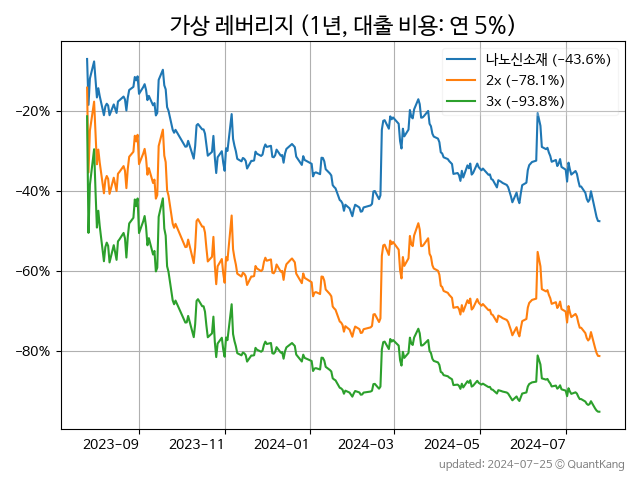 가상 레버리지 (1년, 대출 비용: 연 5%)
나노신소재 (−43.6%)
2x (−78.1%)
3x (−93.8%)
−20%
−40%
−60%
−80%
2023−09 2023−11 2024−01 2024−03 2024−05 2024−07
updated: 2024-07-25 © QuantKang